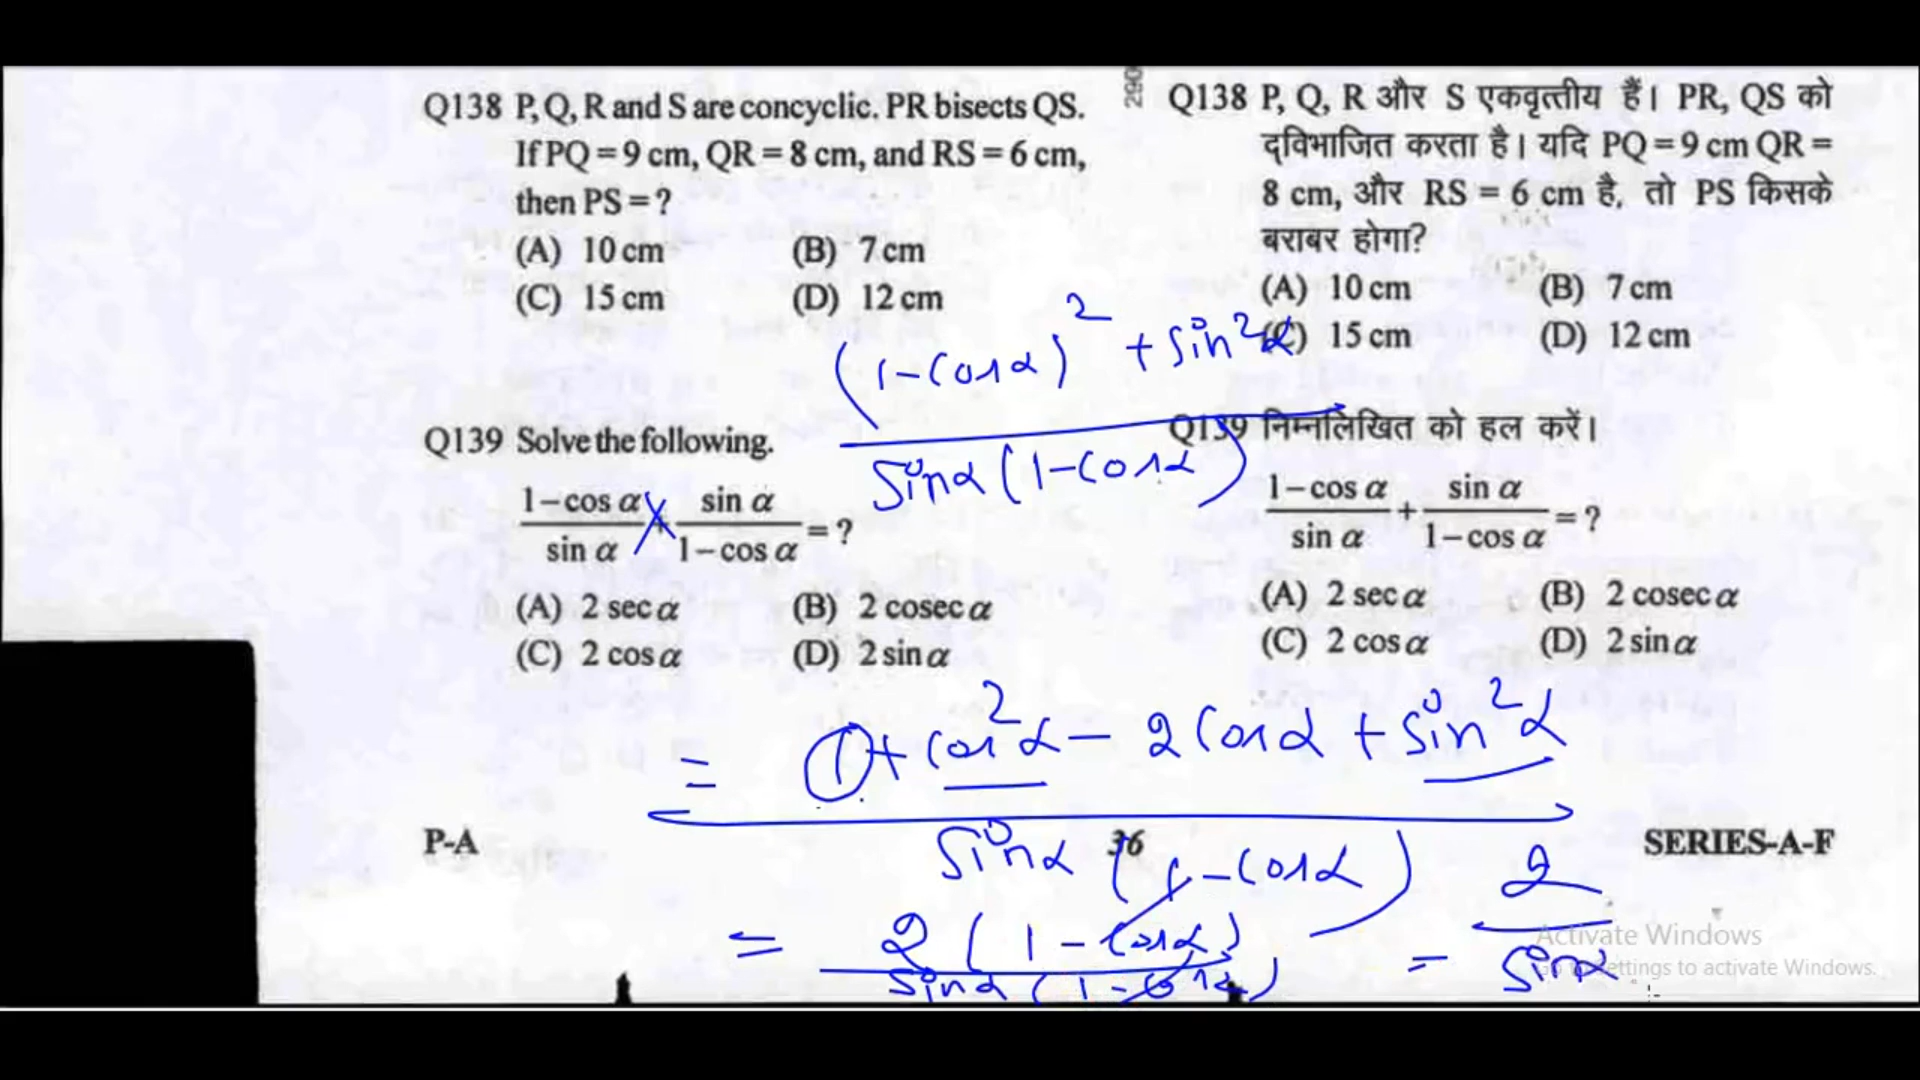 Q138 P, Q, R and S are concyclic. PR bisects QS.
If PQ = 9 cm, QR = 8 cm, and RS = 6 cm,
then PS = ?
(A) 10 cm (B) 7 cm
(C) 15 cm (D) 12 cm
Q139 Solve the following.
1−cos α / sin α + sin α / 1−cos α = ?
(A) 2 sec α (B) 2 cosec α
(C) 2 cos α (D) 2 sin α
290
Q138 P, Q, R और S एकवृत्तीय हैं। PR, QS को
द्विभाजित करता है। यदि PQ = 9 cm QR =
8 cm, और RS = 6 cm है, तो PS किसके
बराबर होगा?
(A) 10 cm (B) 7 cm
(C) 15 cm (D) 12 cm
Q139 निम्नलिखित को हल करें।
1−cos α / sin α + sin α / 1−cos α = ?
(A) 2 sec α (B) 2 cosec α
(C) 2 cos α (D) 2 sin α
(1−cosα)² + sin²α
sinα (1−cosα)
= 1 + cos²α − 2cosα + sin²α
sinα (1−cosα)
= 2 (1 − cosα)
sinα (1−cosα)
= 2
sinα
P-A 36 SERIES-A-F
Activate Windows
Go to Settings to activate Windows.